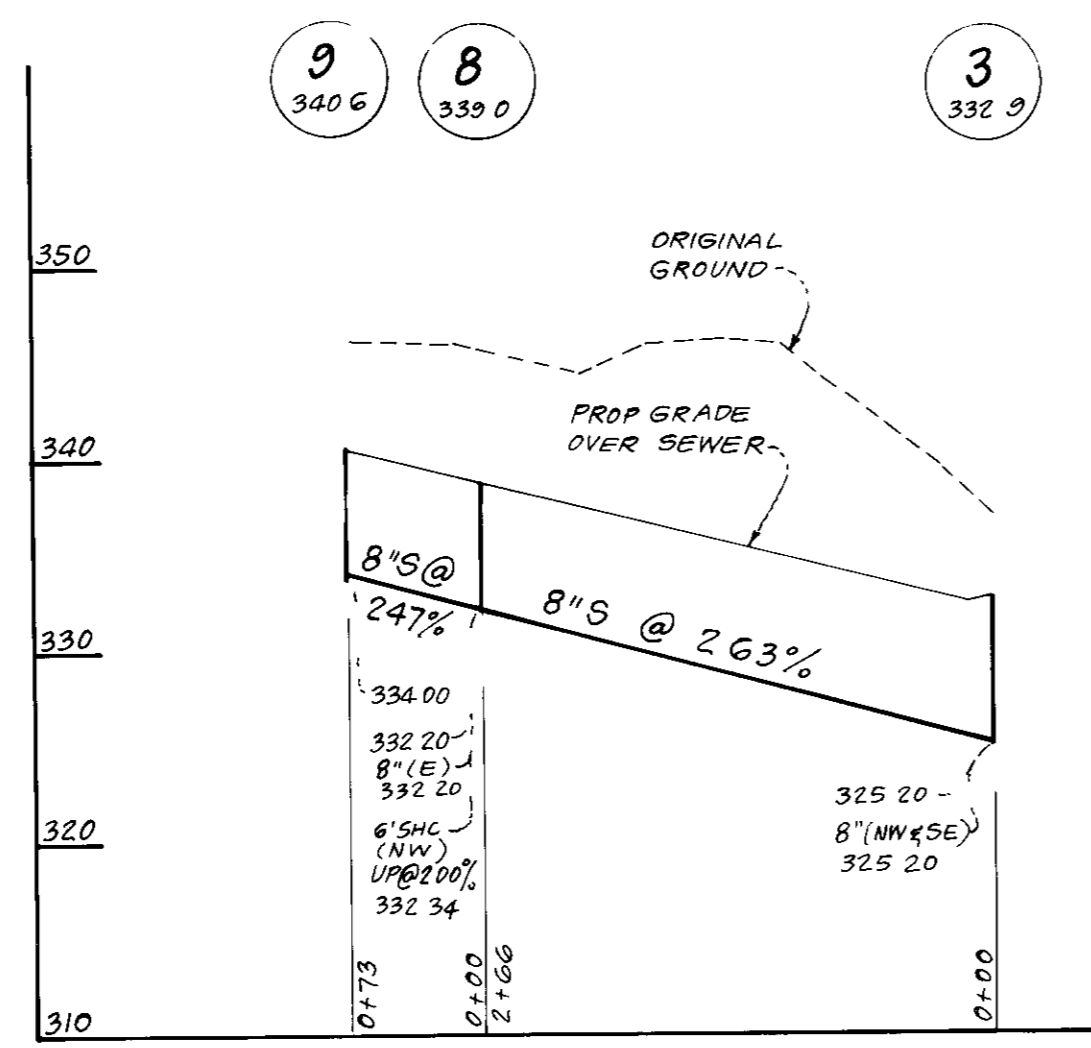 9
340 6
8
339 0
3
332 9
350
ORIGINAL
GROUND
340
PROP GRADE
OVER SEWER
8"S@
247%
8"S @ 263%
330
334 00
332 20
8"(E)
332 20
6"SHC
(NW)
UP@200%
332 34
325 20
8"(NW&SE)
325 20
320
0+73
0+00
2+66
0+00
310